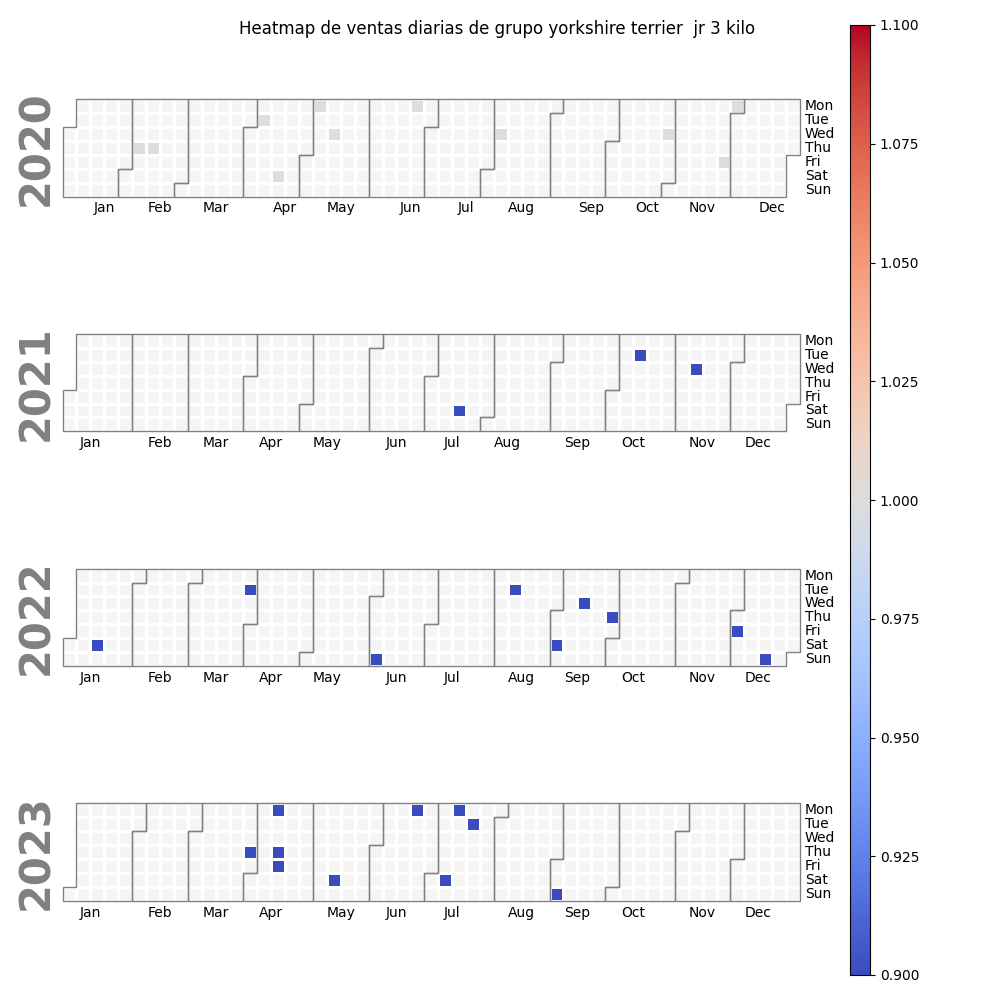 Heatmap de ventas diarias de grupo yorkshire terrier  jr 3 kilo
2020
Mon
Tue
Wed
Thu
Fri
Sat
Sun
Jan Feb Mar Apr May Jun Jul Aug Sep Oct Nov Dec
2021
Mon
Tue
Wed
Thu
Fri
Sat
Sun
Jan Feb Mar Apr May Jun Jul Aug Sep Oct Nov Dec
2022
Mon
Tue
Wed
Thu
Fri
Sat
Sun
Jan Feb Mar Apr May Jun Jul Aug Sep Oct Nov Dec
2023
Mon
Tue
Wed
Thu
Fri
Sat
Sun
Jan Feb Mar Apr May Jun Jul Aug Sep Oct Nov Dec
1.100
1.075
1.050
1.025
1.000
0.975
0.950
0.925
0.900